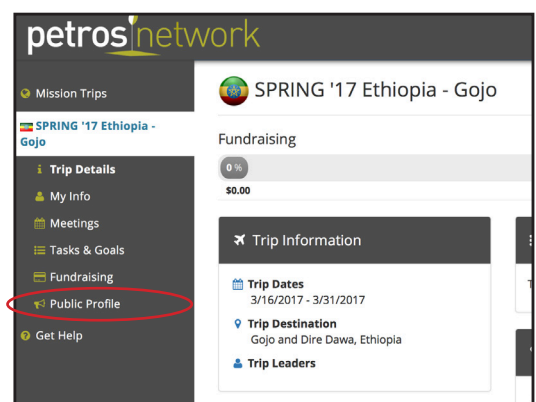 petros network
Mission Trips
SPRING '17 Ethiopia -
Gojo
Trip Details
My Info
Meetings
Tasks & Goals
Fundraising
Public Profile
Get Help
SPRING '17 Ethiopia - Gojo
Fundraising
0 %
$0.00
Trip Information
Trip Dates
3/16/2017 - 3/31/2017
Trip Destination
Gojo and Dire Dawa, Ethiopia
Trip Leaders
T